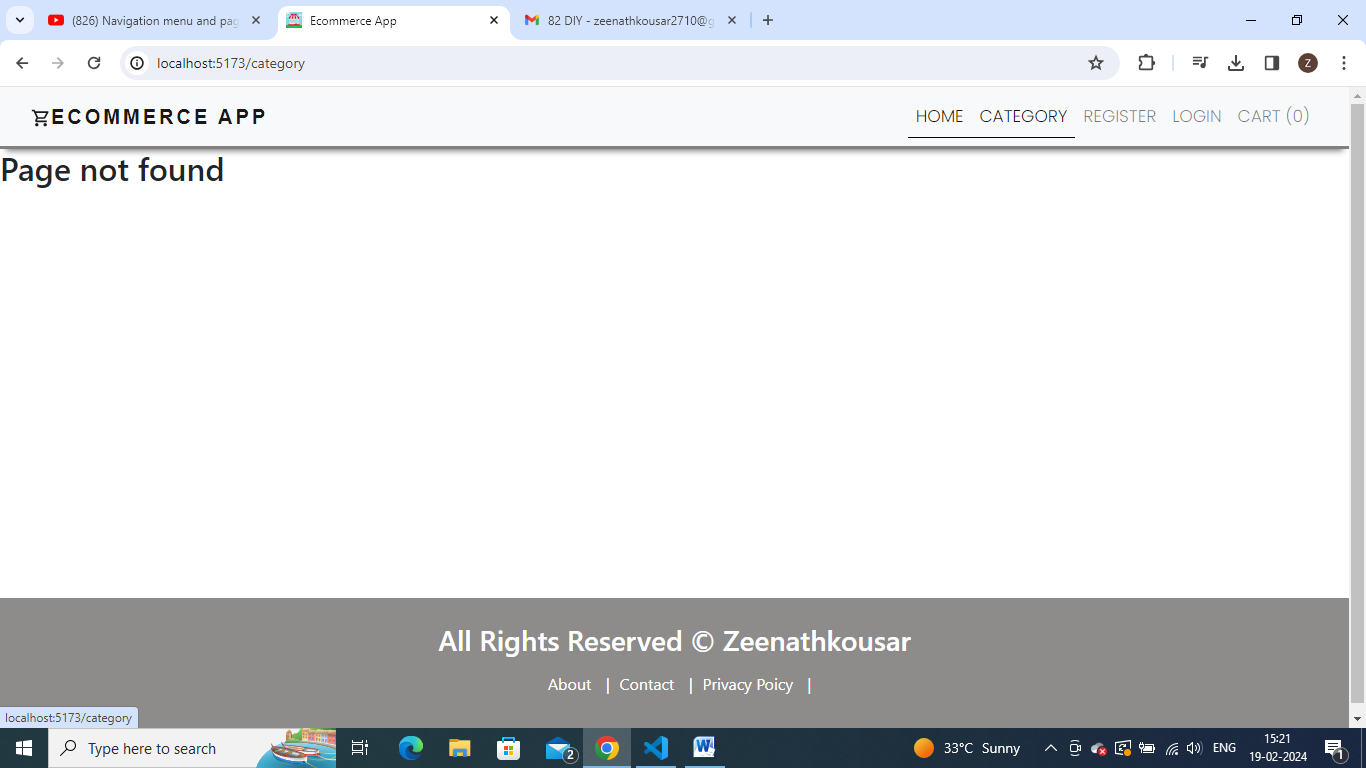 (826) Navigation menu and pag
Ecommerce App
82 DIY - zeenathkousar2710@g
localhost:5173/category
Z
ECOMMERCE APP
HOME CATEGORY REGISTER LOGIN CART (0)
Page not found
All Rights Reserved © Zeenathkousar
About | Contact | Privacy Poicy |
localhost:5173/category
Type here to search
2
W
33°C Sunny
ENG
15:21
19-02-2024
1